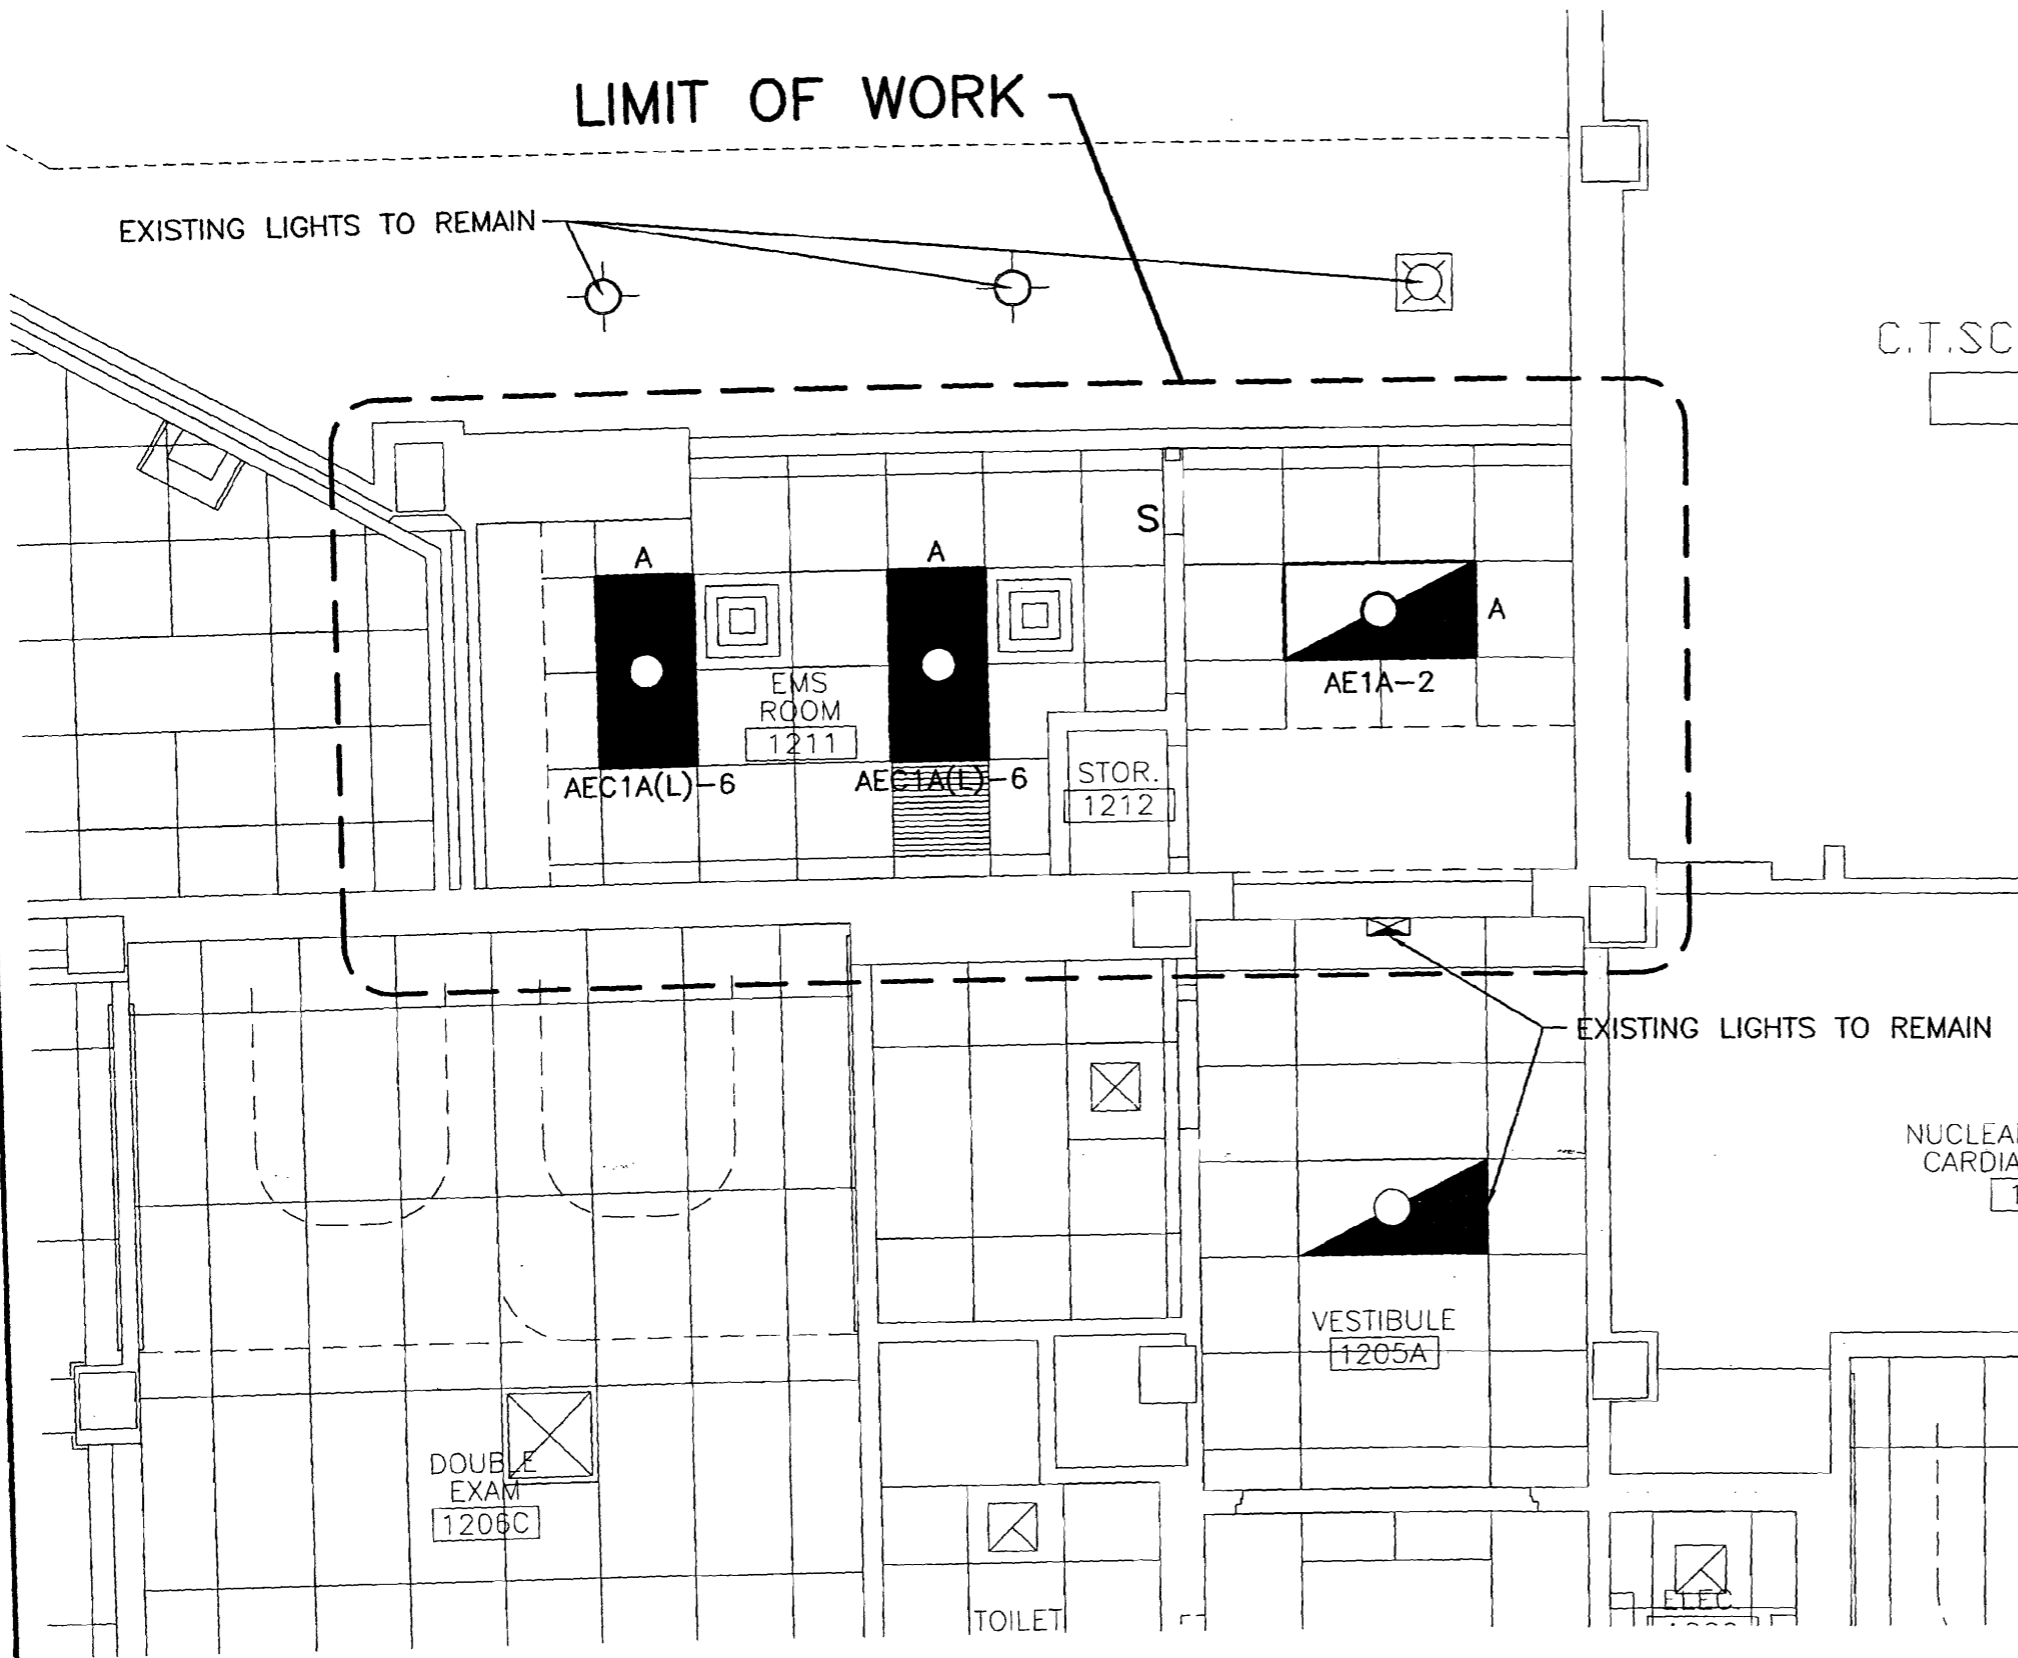 LIMIT OF WORK
EXISTING LIGHTS TO REMAIN
C.T.SC
S
A
A
A
AE1A-2
EMS
ROOM
1211
AEC1A(L)-6
AEC1A(L)-6
STOR.
1212
EXISTING LIGHTS TO REMAIN
NUCLEA
CARDIA
1
VESTIBULE
1205A
DOUBLE
EXAM
1206C
TOILET
ELEC.